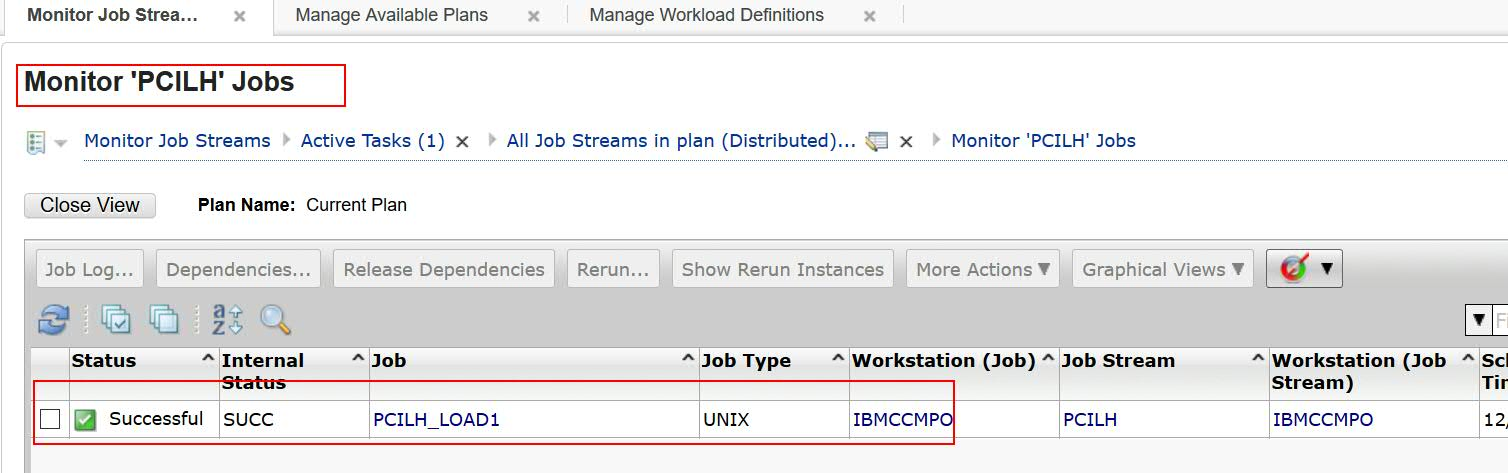 Monitor Job Strea... × Manage Available Plans × Manage Workload Definitions ×
Monitor 'PCILH' Jobs
Monitor Job Streams Active Tasks (1) × All Job Streams in plan (Distributed)... × Monitor 'PCILH' Jobs
Close View Plan Name: Current Plan
Job Log... Dependencies... Release Dependencies Rerun... Show Rerun Instances More Actions ▼ Graphical Views ▼
Status Internal Status Job Job Type Workstation (Job) Job Stream Workstation (Job Stream)
Successful SUCC PCILH_LOAD1 UNIX IBMCCMPO PCILH IBMCCMPO 12/